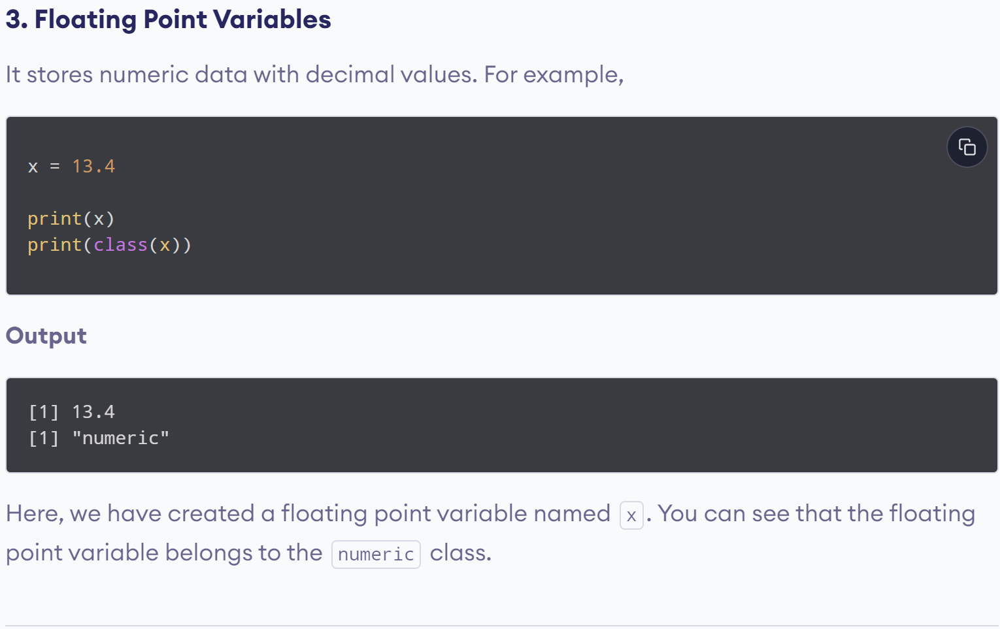 3. Floating Point Variables
It stores numeric data with decimal values. For example,
x = 13.4
print(x)
print(class(x))
Output
[1] 13.4
[1] "numeric"
Here, we have created a floating point variable named x. You can see that the floating
point variable belongs to the numeric class.